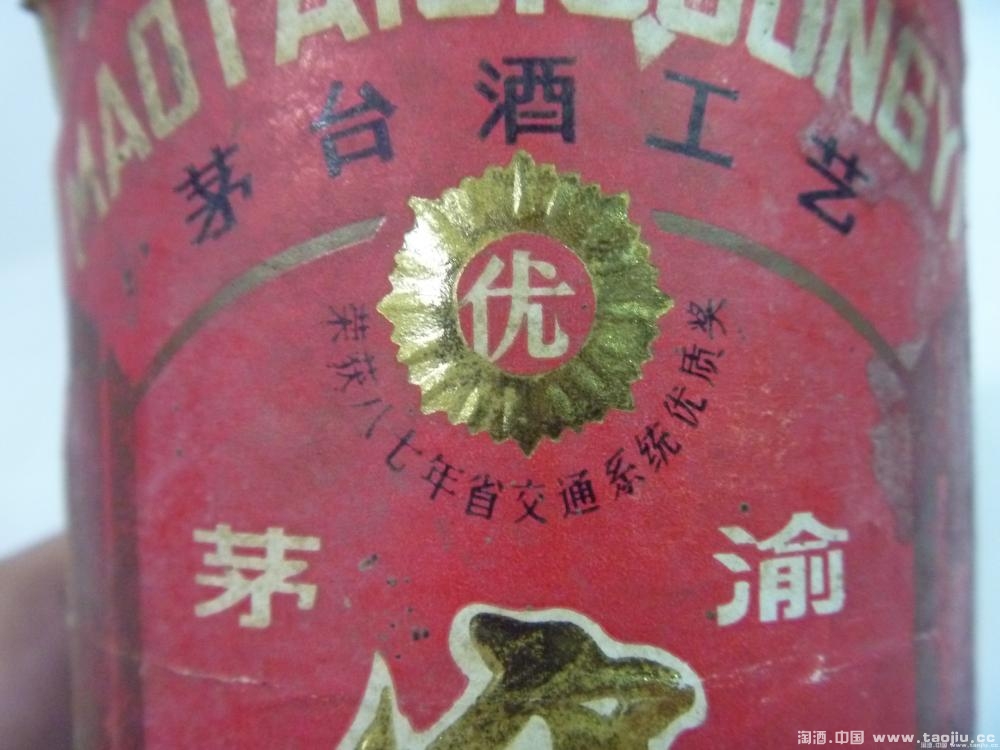 MAOTAIJIUGONGY
茅台酒工艺
优
荣获八七年省交通系统优质奖
茅渝
淘酒.中国 www.taojiu.cc